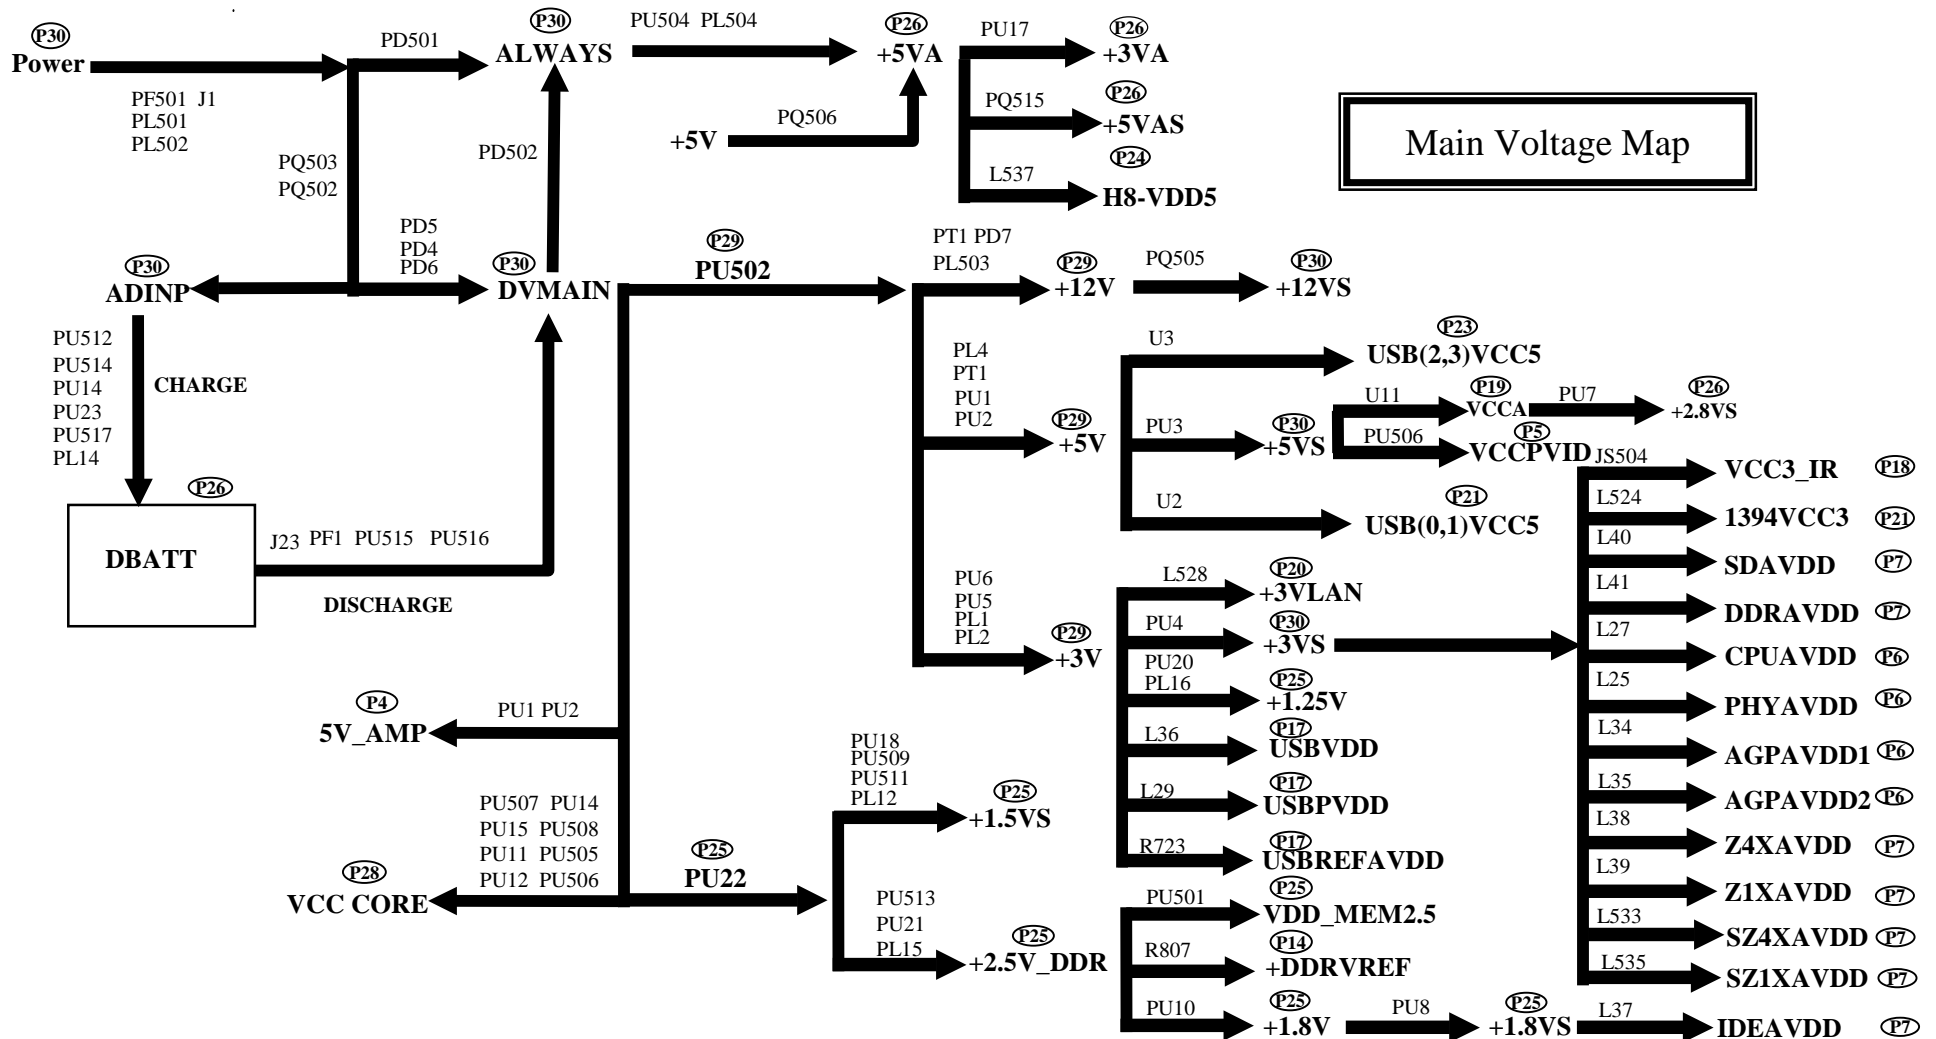 Main Voltage Map
P30
Power
PF501 J1
PL501
PL502
PD501
P30
ALWAYS
PU504 PL504
P26
+5VA
+5V
PQ506
PU17
P26
+3VA
PQ515
P26
+5VAS
L537
P24
H8-VDD5
PQ503
PQ502
PD502
PD5
PD4
PD6
P30
ADINP
P30
DVMAIN
PU512
PU514
PU14
PU23
PU517
PL14
CHARGE
P26
DBATT
J23 PF1 PU515 PU516
DISCHARGE
P29
PU502
PT1 PD7
PL503
P29
+12V
PQ505
P30
+12VS
PL4
PT1
PU1
PU2
P29
+5V
U3
P23
USB(2,3)VCC5
PU3
P30
+5VS
U11
P19
VCCA
PU7
P26
+2.8VS
PU506
P5
VCCPVID
U2
P21
USB(0,1)VCC5
PU6
PU5
PL1
PL2
P29
+3V
L528
P20
+3VLAN
PU4
P30
+3VS
PU20
PL16
P25
+1.25V
L36
P17
USBVDD
L29
P17
USBPVDD
R723
P17
USBREFAVDD
JS504
VCC3_IR P18
L524
1394VCC3 P21
L40
SDAVDD P7
L41
DDRAVDD P7
L27
CPUAVDD P6
L25
PHYAVDD P6
L34
AGPAVDD1 P6
L35
AGPAVDD2 P6
L38
Z4XAVDD P7
L39
Z1XAVDD P7
L533
SZ4XAVDD P7
L535
SZ1XAVDD P7
P4
5V_AMP
PU1 PU2
PU507 PU14
PU15 PU508
PU11 PU505
PU12 PU506
P28
VCC CORE
P25
PU22
PU18
PU509
PU511
PL12
P25
+1.5VS
PU513
PU21
PL15
P25
+2.5V_DDR
PU501
P25
VDD_MEM2.5
R807
P14
+DDRVREF
PU10
P25
+1.8V
PU8
P25
+1.8VS
L37
IDEAVDD P7